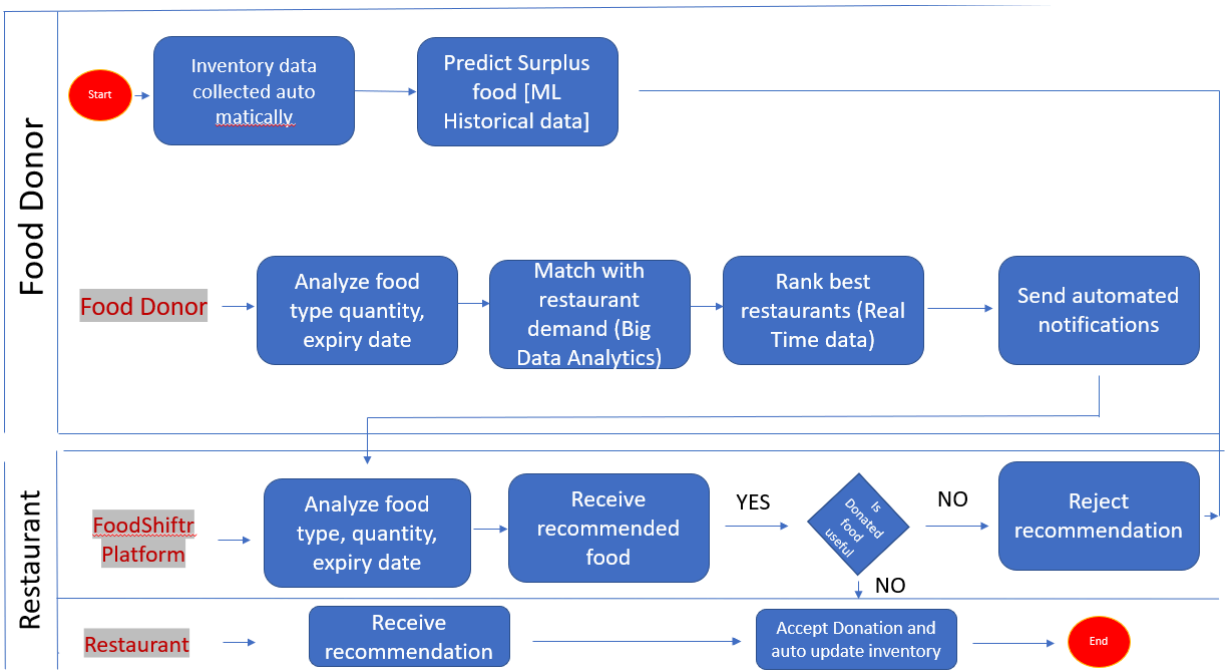 Food Donor
Start
Inventory data
collected auto
matically
Predict Surplus
food [ML
Historical data]
Food Donor
Analyze food
type quantity,
expiry date
Match with
restaurant
demand (Big
Data Analytics)
Rank best
restaurants (Real
Time data)
Send automated
notifications
Restaurant
FoodShiftr
Platform
Analyze food
type, quantity,
expiry date
Receive
recommended
food
YES
Is
Donated
food
useful
NO
Reject
recommendation
NO
Restaurant
Receive
recommendation
Accept Donation and
auto update inventory
End